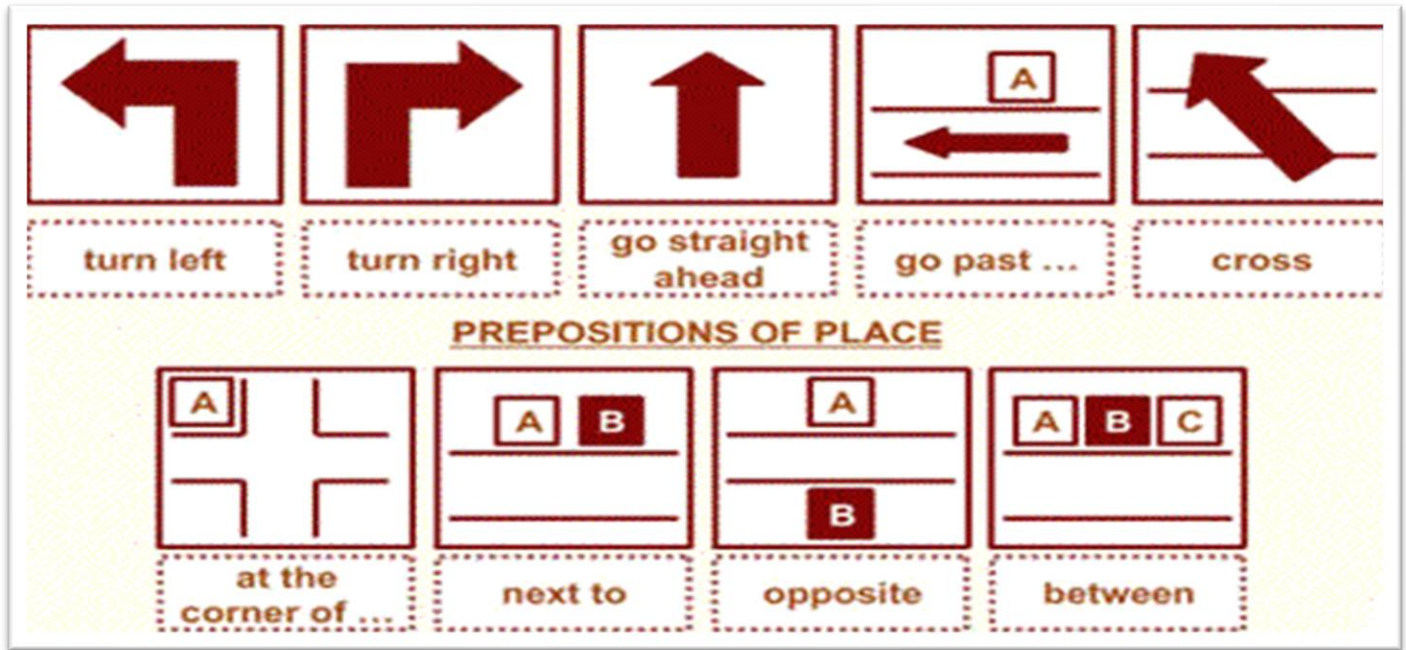 A
turn left
turn right
go straight
ahead
go past ...
cross
PREPOSITIONS OF PLACE
A
A B
A
B
A B C
at the
corner of ...
next to
opposite
between